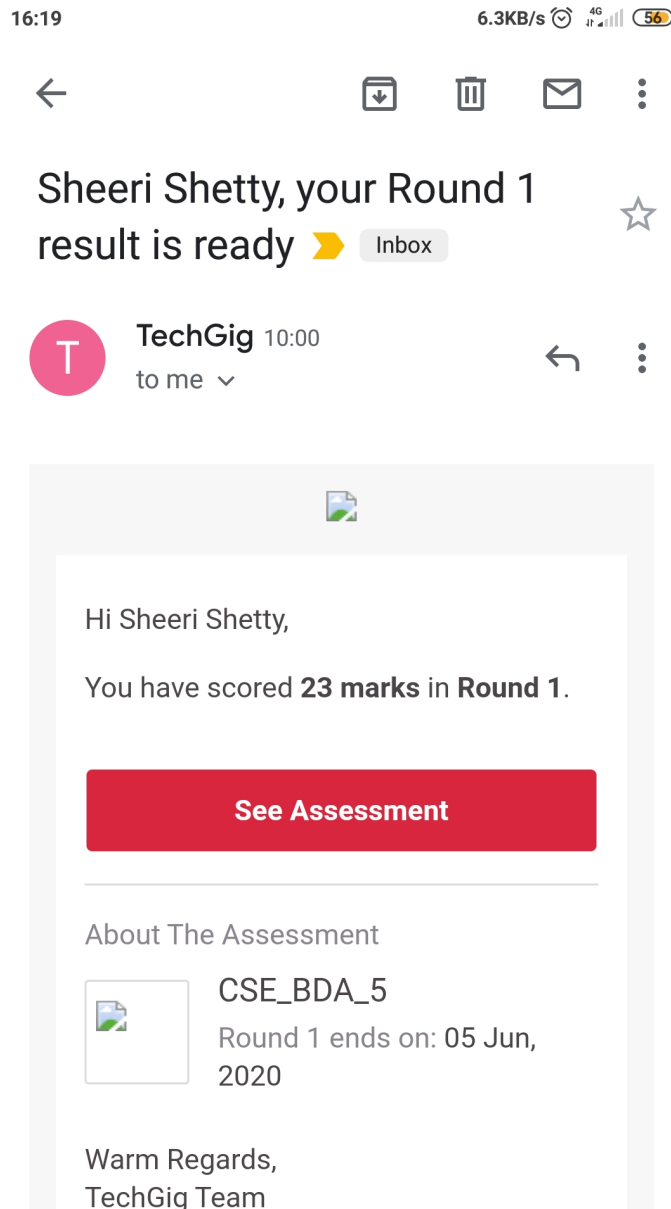 16:19
6.3KB/s 4G 56
Sheeri Shetty, your Round 1
result is ready Inbox
T
TechGig 10:00
to me
Hi Sheeri Shetty,
You have scored 23 marks in Round 1.
See Assessment
About The Assessment
CSE_BDA_5
Round 1 ends on: 05 Jun,
2020
Warm Regards,
TechGig Team